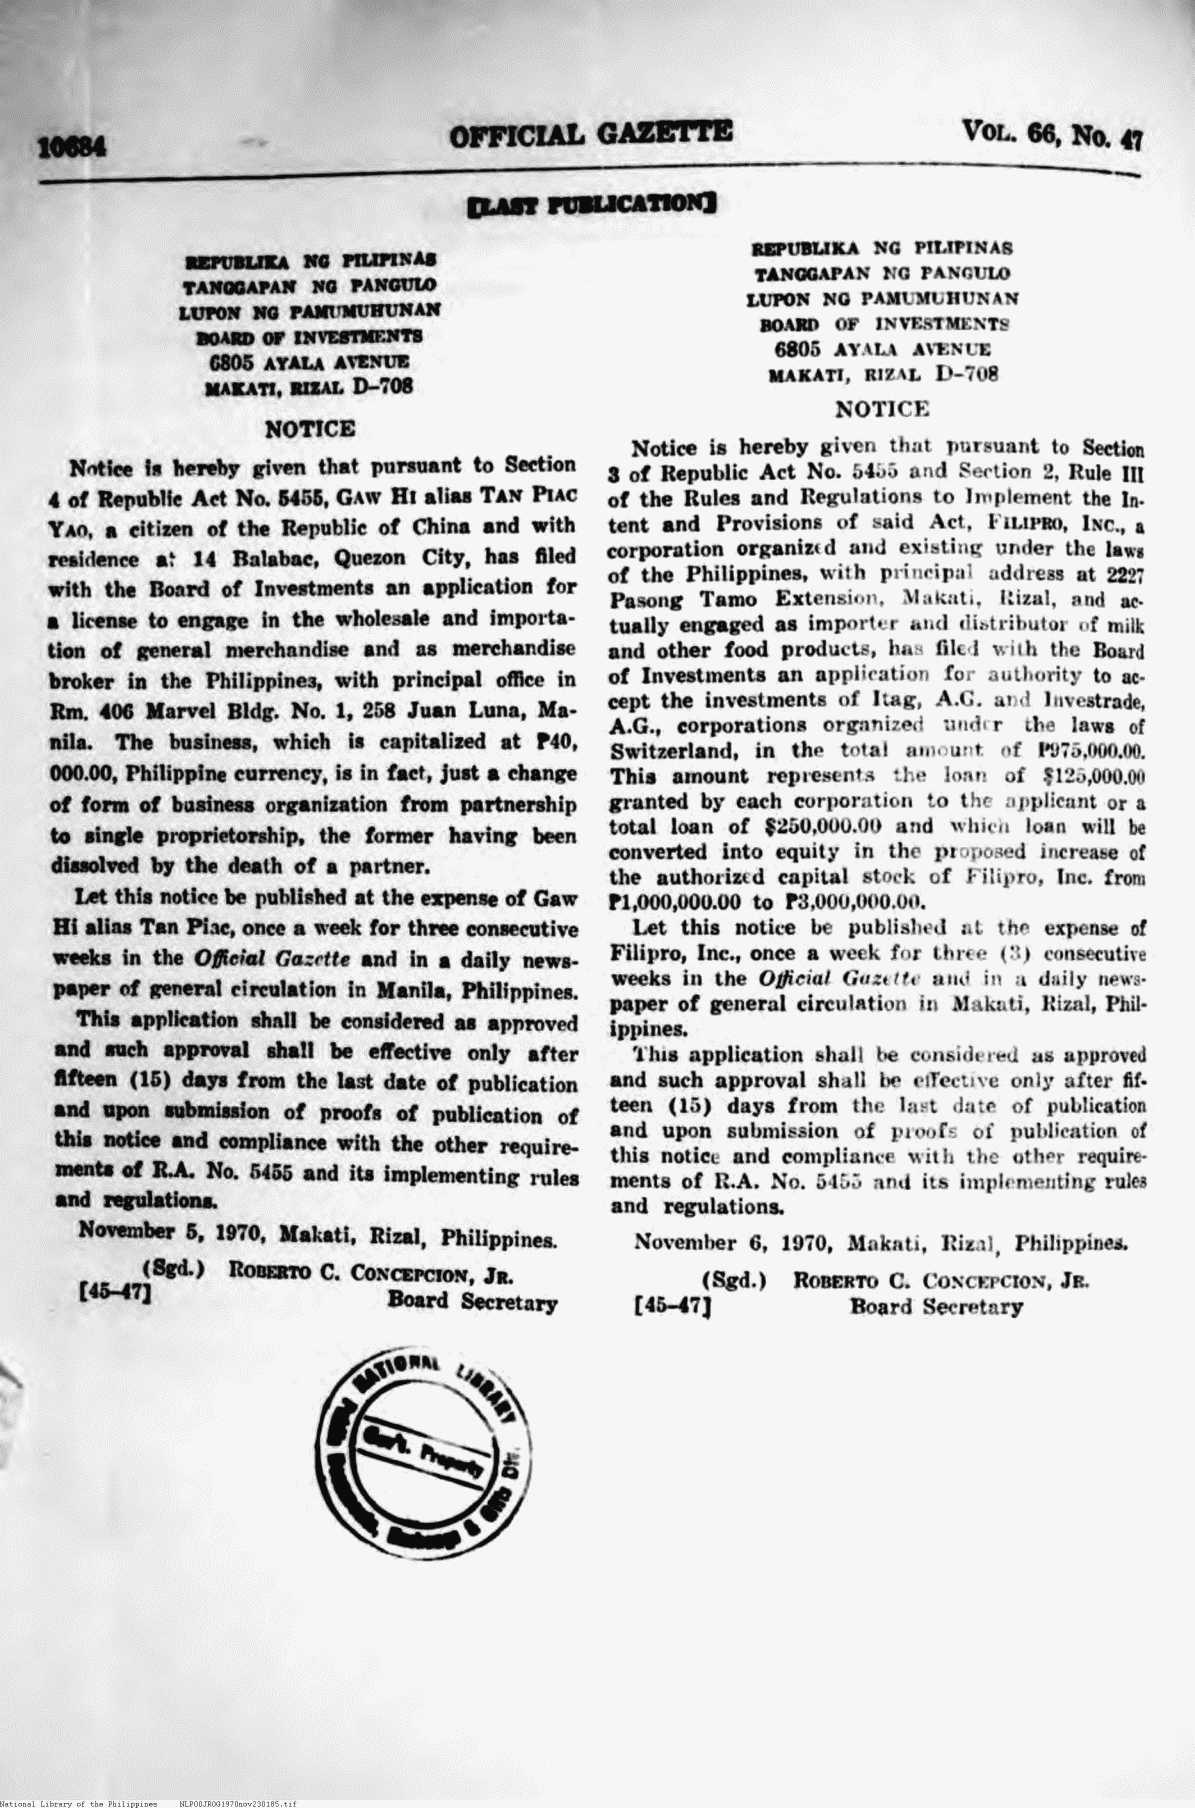 10684 OFFICIAL GAZETTE VOL. 66, No. 47
[LAST PUBLICATION]
REPUBLIKA NG PILIPINAS
TANGGAPAN NG PANGULO
LUPON NG PAMUMUHUNAN
BOARD OF INVESTMENTS
6805 AYALA AVENUE
MAKATI, RIZAL D-708
NOTICE
Notice is hereby given that pursuant to Section
4 of Republic Act No. 5455, GAW HI alias TAN PIAC
YAO, a citizen of the Republic of China and with
residence at 14 Balabac, Quezon City, has filed
with the Board of Investments an application for
a license to engage in the wholesale and importa-
tion of general merchandise and as merchandise
broker in the Philippines, with principal office in
Rm. 406 Marvel Bldg. No. 1, 258 Juan Luna, Ma-
nila. The business, which is capitalized at ₱40,
000.00, Philippine currency, is in fact, just a change
of form of business organization from partnership
to single proprietorship, the former having been
dissolved by the death of a partner.
Let this notice be published at the expense of Gaw
Hi alias Tan Piac, once a week for three consecutive
weeks in the Official Gazette and in a daily news-
paper of general circulation in Manila, Philippines.
This application shall be considered as approved
and such approval shall be effective only after
fifteen (15) days from the last date of publication
and upon submission of proofs of publication of
this notice and compliance with the other require-
ments of R.A. No. 5455 and its implementing rules
and regulations.
November 5, 1970, Makati, Rizal, Philippines.
(Sgd.) ROBERTO C. CONCEPCION, JR.
[45-47] Board Secretary
REPUBLIKA NG PILIPINAS
TANGGAPAN NG PANGULO
LUPON NG PAMUMUHUNAN
BOARD OF INVESTMENTS
6805 AYALA AVENUE
MAKATI, RIZAL D-708
NOTICE
Notice is hereby given that pursuant to Section
3 of Republic Act No. 5455 and Section 2, Rule III
of the Rules and Regulations to Implement the In-
tent and Provisions of said Act, FILIPRO, INC., a
corporation organized and existing under the laws
of the Philippines, with principal address at 2227
Pasong Tamo Extension, Makati, Rizal, and ac-
tually engaged as importer and distributor of milk
and other food products, has filed with the Board
of Investments an application for authority to ac-
cept the investments of Itag, A.G. and Investrade,
A.G., corporations organized under the laws of
Switzerland, in the total amount of ₱975,000.00.
This amount represents the loan of $125,000.00
granted by each corporation to the applicant or a
total loan of $250,000.00 and which loan will be
converted into equity in the proposed increase of
the authorized capital stock of Filipro, Inc. from
₱1,000,000.00 to ₱3,000,000.00.
Let this notice be published at the expense of
Filipro, Inc., once a week for three (3) consecutive
weeks in the Official Gazette and in a daily news-
paper of general circulation in Makati, Rizal, Phil-
ippines.
This application shall be considered as approved
and such approval shall be effective only after fif-
teen (15) days from the last date of publication
and upon submission of proofs of publication of
this notice and compliance with the other require-
ments of R.A. No. 5455 and its implementing rules
and regulations.
November 6, 1970, Makati, Rizal, Philippines.
(Sgd.) ROBERTO C. CONCEPCION, JR.
[45-47] Board Secretary
NATIONAL LIBRARY
Gov't. Property
Public Documents, Exchange & Gifts Div.
National Library of the Philippines NLPOOJROG1970nov230185.tif